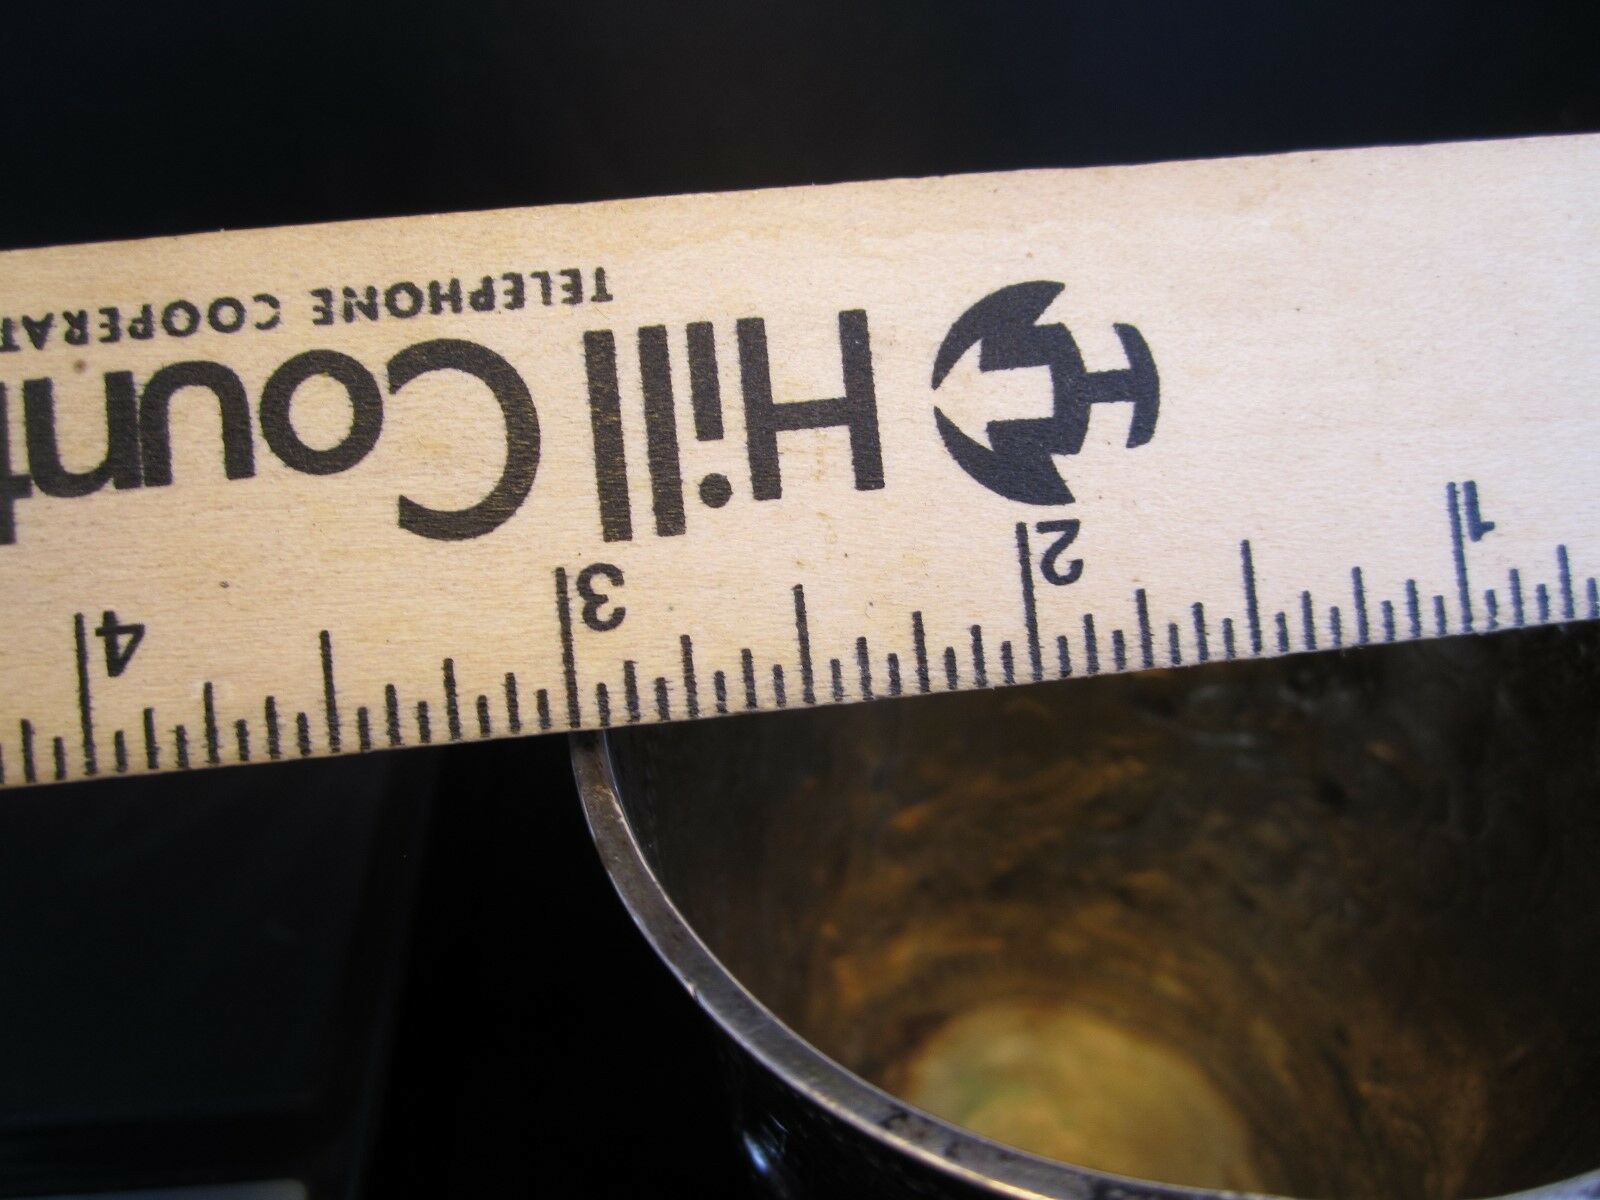 Hill Count
TELEPHONE COOPERAT
1 2 3 4